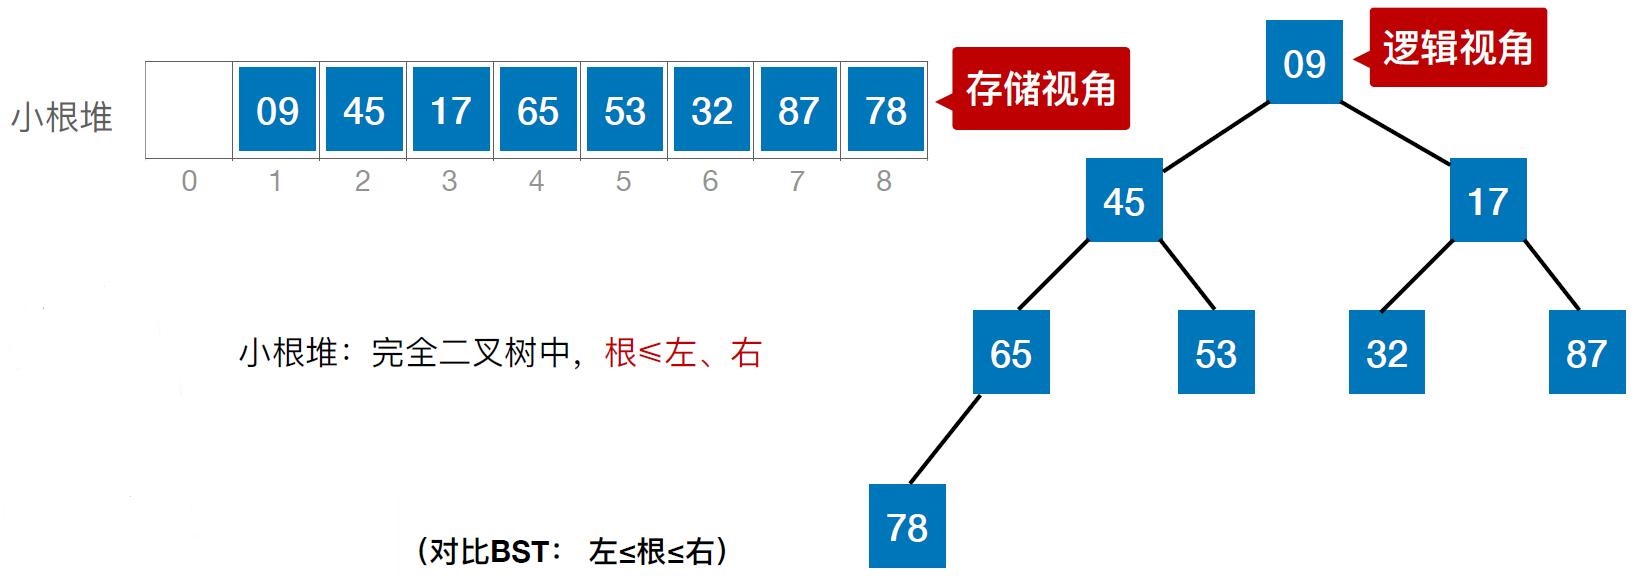 小根堆
09 45 17 65 53 32 87 78
0 1 2 3 4 5 6 7 8
存储视角
逻辑视角
09
45 17
65 53 32 87
78
小根堆：完全二叉树中，根≤左、右
（对比BST： 左≤根≤右）